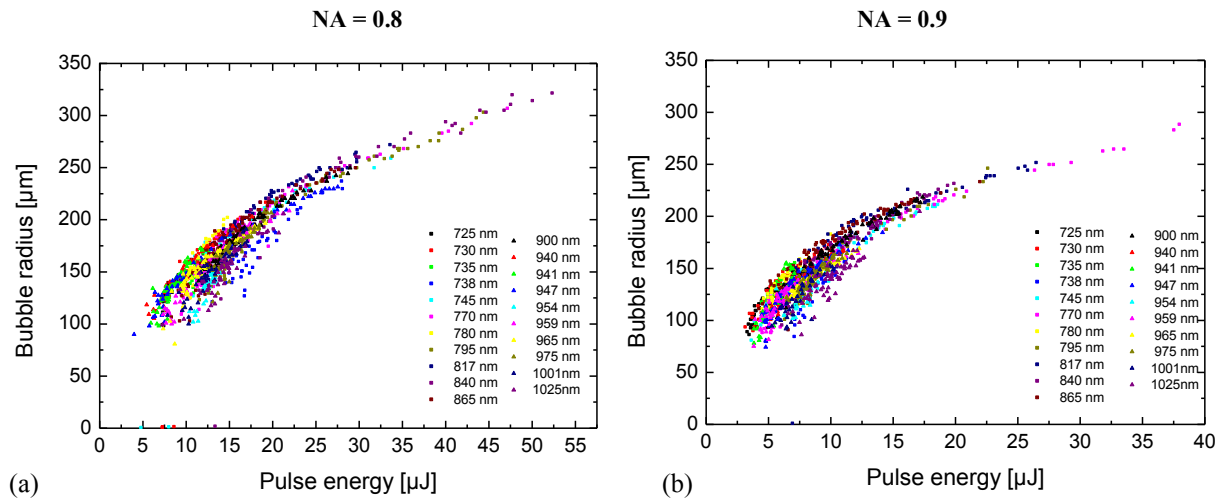 NA = 0.8
350
300
250
200
150
100
50
0
Bubble radius [µm]
725 nm
730 nm
735 nm
738 nm
745 nm
770 nm
780 nm
795 nm
817 nm
840 nm
865 nm
900 nm
940 nm
941 nm
947 nm
954 nm
959 nm
965 nm
975 nm
1001nm
1025nm
0 5 10 15 20 25 30 35 40 45 50 55
(a)
Pulse energy [µJ]
NA = 0.9
350
300
250
200
150
100
50
0
Bubble radius [µm]
725 nm
730 nm
735 nm
738 nm
745 nm
770 nm
780 nm
795 nm
817 nm
840 nm
865 nm
900 nm
940 nm
941 nm
947 nm
954 nm
959 nm
965 nm
975 nm
1001nm
1025nm
0 5 10 15 20 25 30 35 40
(b)
Pulse energy [µJ]